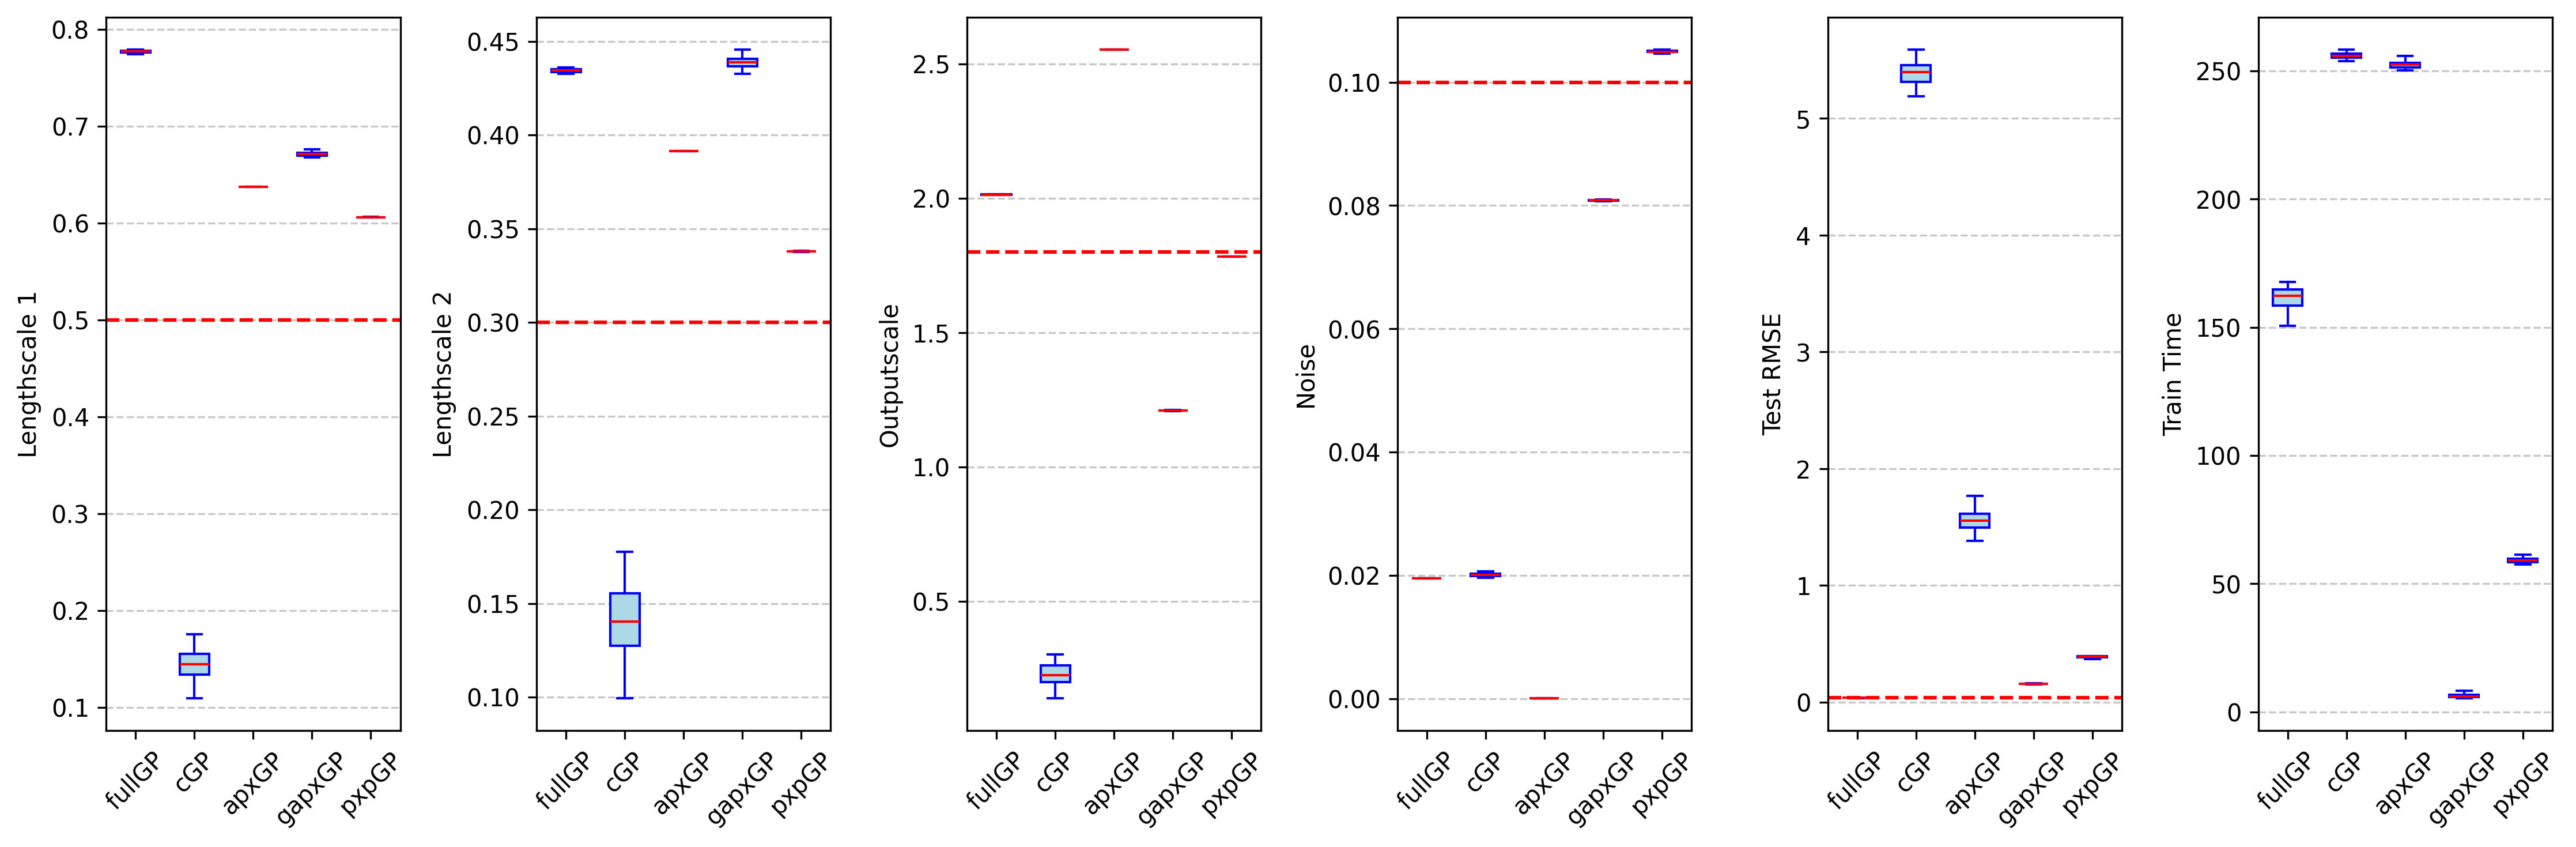 Lengthscale 1
0.8
0.7
0.6
0.5
0.4
0.3
0.2
0.1
fullGP
cGP
apxGP
gapxGP
pxpGP
Lengthscale 2
0.45
0.40
0.35
0.30
0.25
0.20
0.15
0.10
fullGP
cGP
apxGP
gapxGP
pxpGP
Outputscale
2.5
2.0
1.5
1.0
0.5
fullGP
cGP
apxGP
gapxGP
pxpGP
Noise
0.10
0.08
0.06
0.04
0.02
0.00
fullGP
cGP
apxGP
gapxGP
pxpGP
Test RMSE
5
4
3
2
1
0
fullGP
cGP
apxGP
gapxGP
pxpGP
Train Time
250
200
150
100
50
0
fullGP
cGP
apxGP
gapxGP
pxpGP